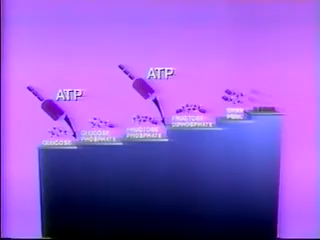 ATP
ATP
GLUCOSE
GLUCOSE
PHOSPHATE
FRUCTOSE
PHOSPHATE
FRUCTOSE
DIPHOSPHATE